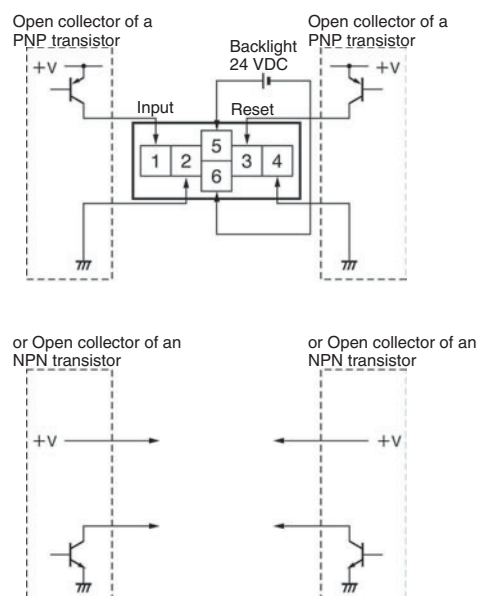 Open collector of a
PNP transistor
Open collector of a
PNP transistor
Backlight
24 VDC
+V
+V
Input
Reset
5
1 2 3 4
6
or Open collector of an
NPN transistor
or Open collector of an
NPN transistor
+V
+V